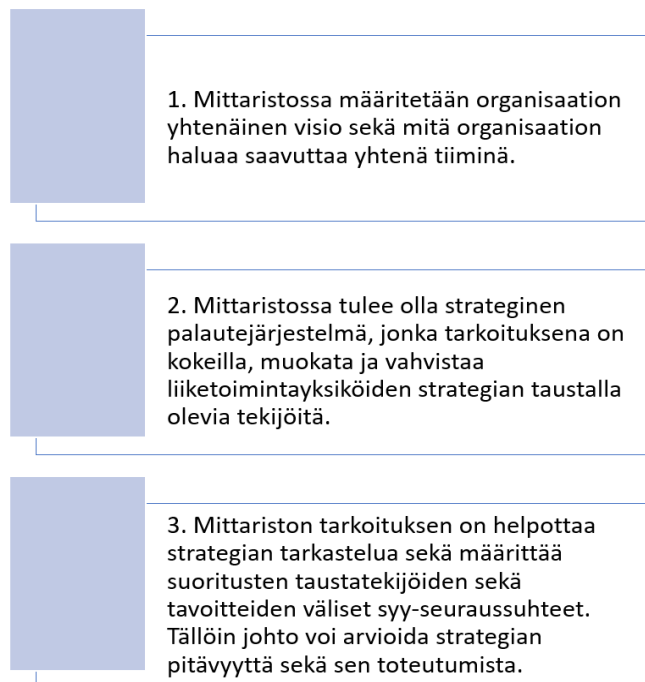 1. Mittaristossa määritetään organisaation
yhtenäinen visio sekä mitä organisaation
haluaa saavuttaa yhtenä tiiminä.
2. Mittaristossa tulee olla strateginen
palautejärjestelmä, jonka tarkoituksena on
kokeilla, muokata ja vahvistaa
liiketoimintayksiköiden strategian taustalla
olevia tekijöitä.
3. Mittariston tarkoituksen on helpottaa
strategian tarkastelua sekä määrittää
suoritusten taustatekijöiden sekä
tavoitteiden väliset syy-seuraussuhteet.
Tällöin johto voi arvioida strategian
pitävyyttä sekä sen toteutumista.